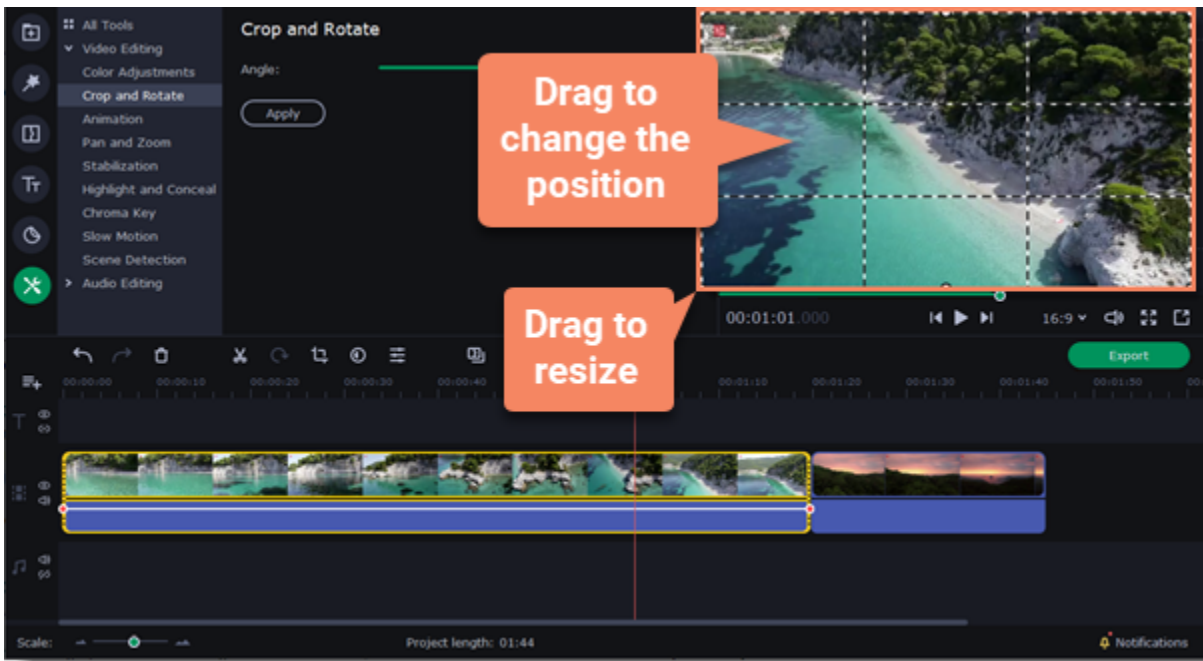 All Tools
Video Editing
Color Adjustments
Crop and Rotate
Animation
Pan and Zoom
Stabilization
Highlight and Conceal
Chroma Key
Slow Motion
Scene Detection
Audio Editing
Crop and Rotate
Angle:
Apply
Drag to
change the
position
Drag to
resize
00:01:01.000
16:9
Export
00:00:00 00:00:10 00:00:20 00:00:30 00:00:40 00:01:10 00:01:20 00:01:30 00:01:40 00:01:50
Scale:
Project length: 01:44
Notifications